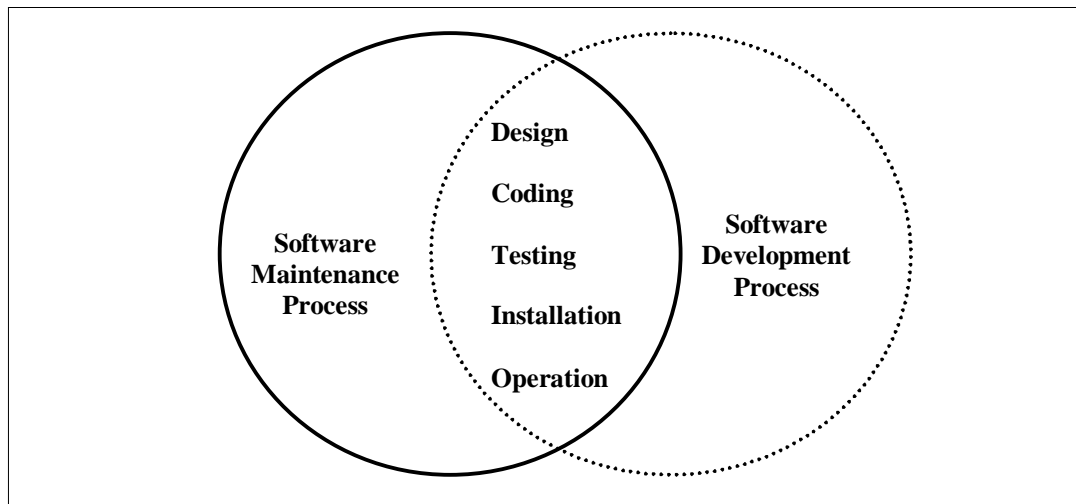 Software
Maintenance
Process
Design
Coding
Testing
Installation
Operation
Software
Development
Process